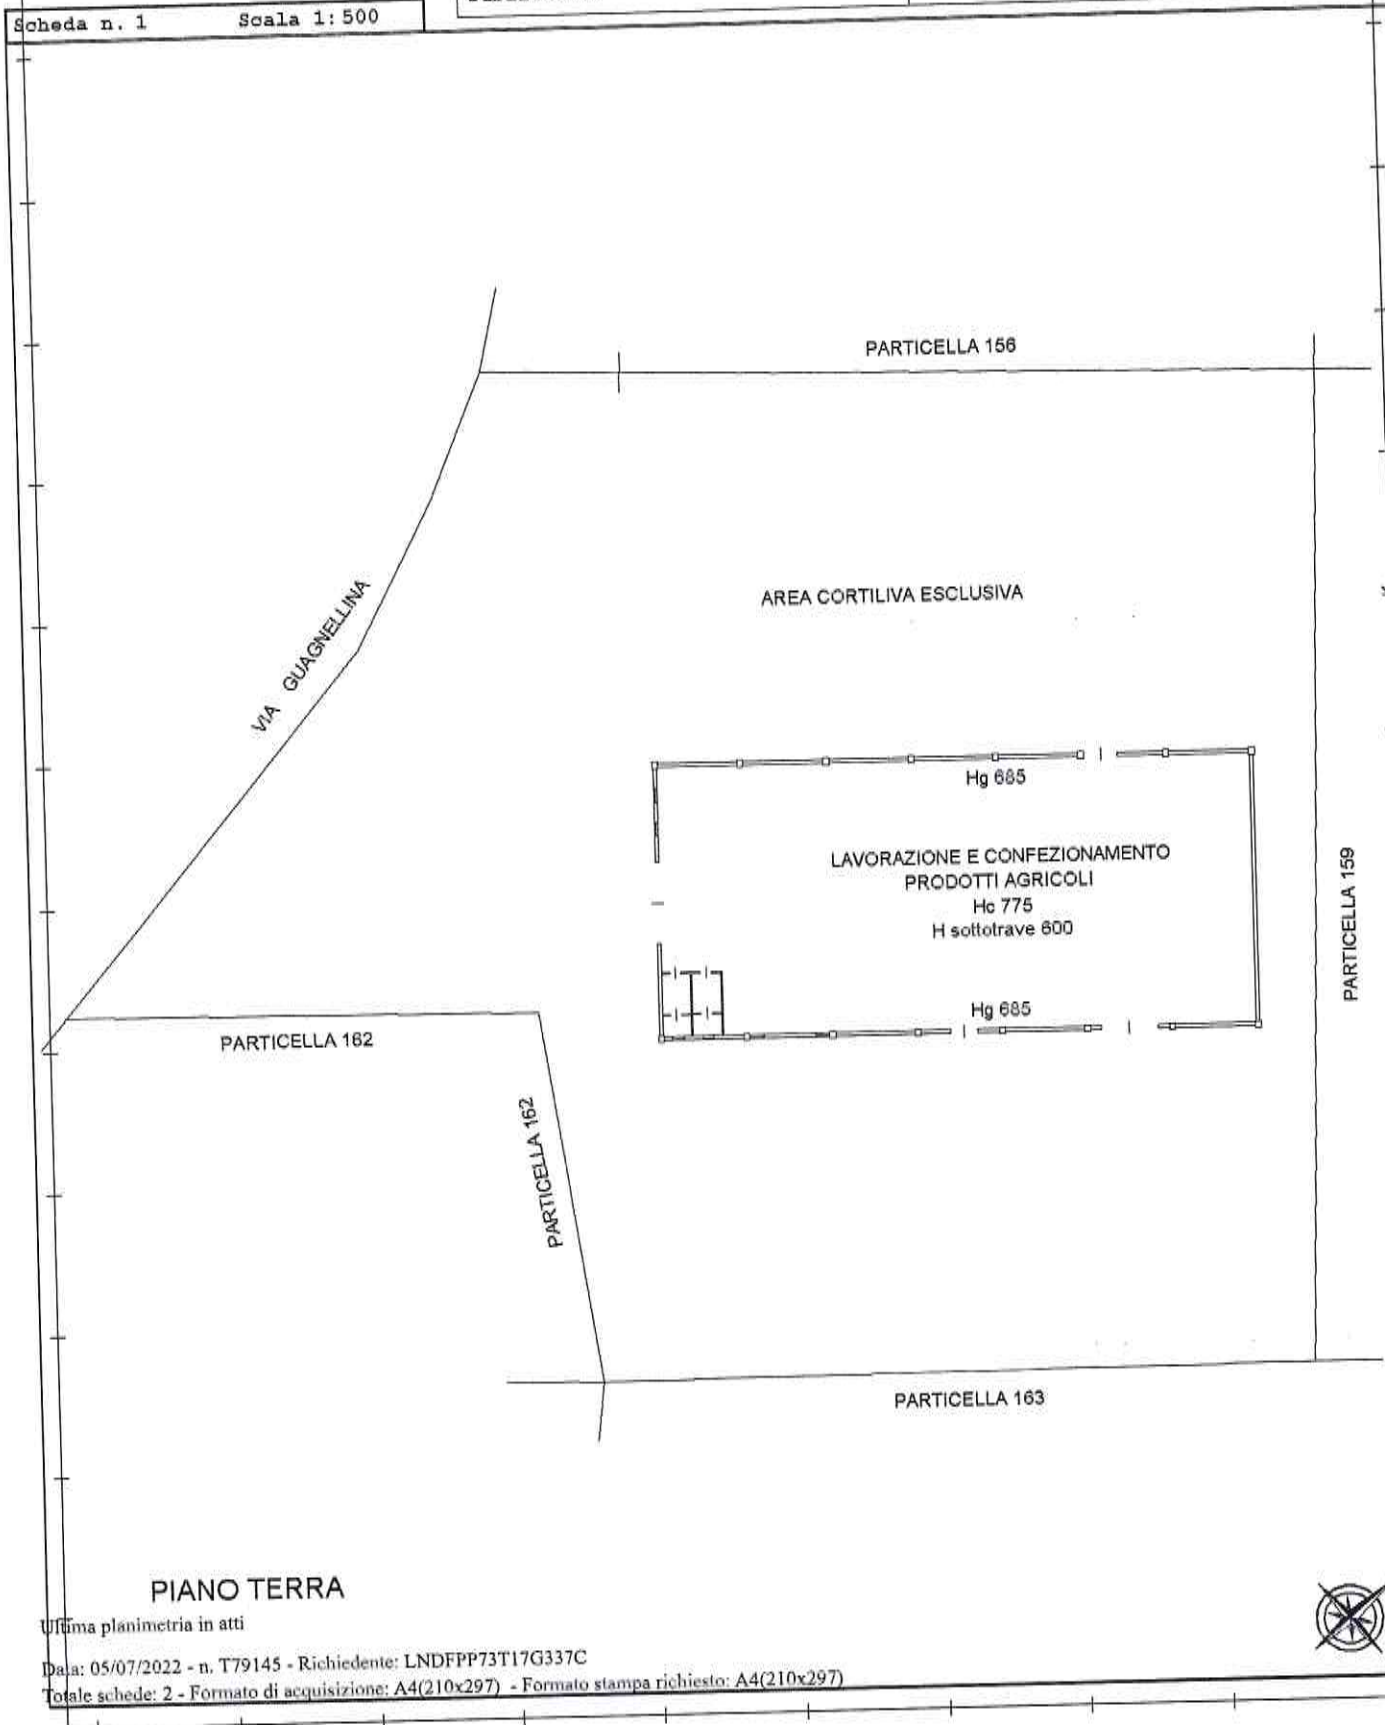 Scheda n. 1
Scala 1:500
PARTICELLA 156
AREA CORTILIVA ESCLUSIVA
VIA GUAGNELLINA
Hg 685
LAVORAZIONE E CONFEZIONAMENTO
PRODOTTI AGRICOLI
Hc 775
H sottotrave 600
PARTICELLA 159
Hg 685
PARTICELLA 162
PARTICELLA 162
PARTICELLA 163
PIANO TERRA
Ultima planimetria in atti
Data: 05/07/2022 - n. T79145 - Richiedente: LNDFPP73T17G337C
Totale schede: 2 - Formato di acquisizione: A4(210x297) - Formato stampa richiesto: A4(210x297)